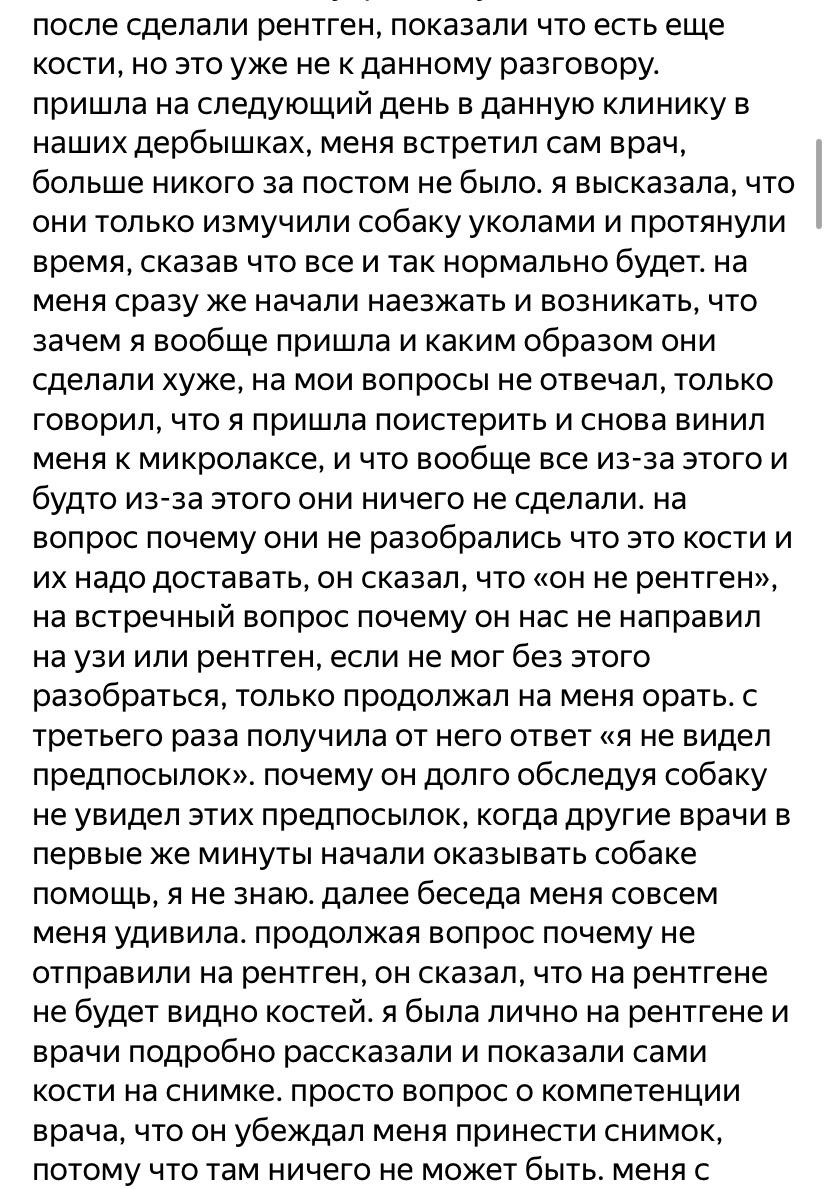 после сделали рентген, показали что есть еще
кости, но это уже не к данному разговору.
пришла на следующий день в данную клинику в
наших дербышках, меня встретил сам врач,
больше никого за постом не было. я высказала, что
они только измучили собаку уколами и протянули
время, сказав что все и так нормально будет. на
меня сразу же начали наезжать и возникать, что
зачем я вообще пришла и каким образом они
сделали хуже, на мои вопросы не отвечал, только
говорил, что я пришла поистерить и снова винил
меня к микролаксе, и что вообще все из-за этого и
будто из-за этого они ничего не сделали. на
вопрос почему они не разобрались что это кости и
их надо доставать, он сказал, что «он не рентген»,
на встречный вопрос почему он нас не направил
на узи или рентген, если не мог без этого
разобраться, только продолжал на меня орать. с
третьего раза получила от него ответ «я не видел
предпосылок». почему он долго обследуя собаку
не увидел этих предпосылок, когда другие врачи в
первые же минуты начали оказывать собаке
помощь, я не знаю. далее беседа меня совсем
меня удивила. продолжая вопрос почему не
отправили на рентген, он сказал, что на рентгене
не будет видно костей. я была лично на рентгене и
врачи подробно рассказали и показали сами
кости на снимке. просто вопрос о компетенции
врача, что он убеждал меня принести снимок,
потому что там ничего не может быть. меня с